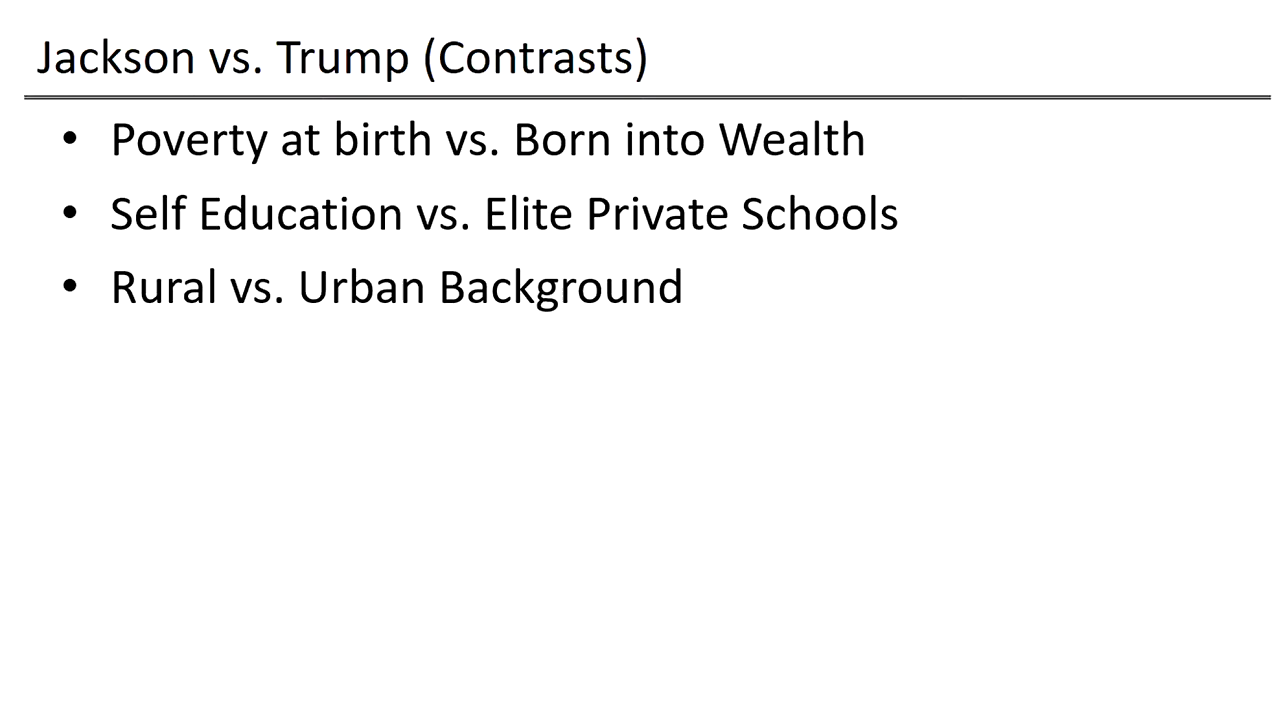 Jackson vs. Trump (Contrasts)
• Poverty at birth vs. Born into Wealth
• Self Education vs. Elite Private Schools
• Rural vs. Urban Background